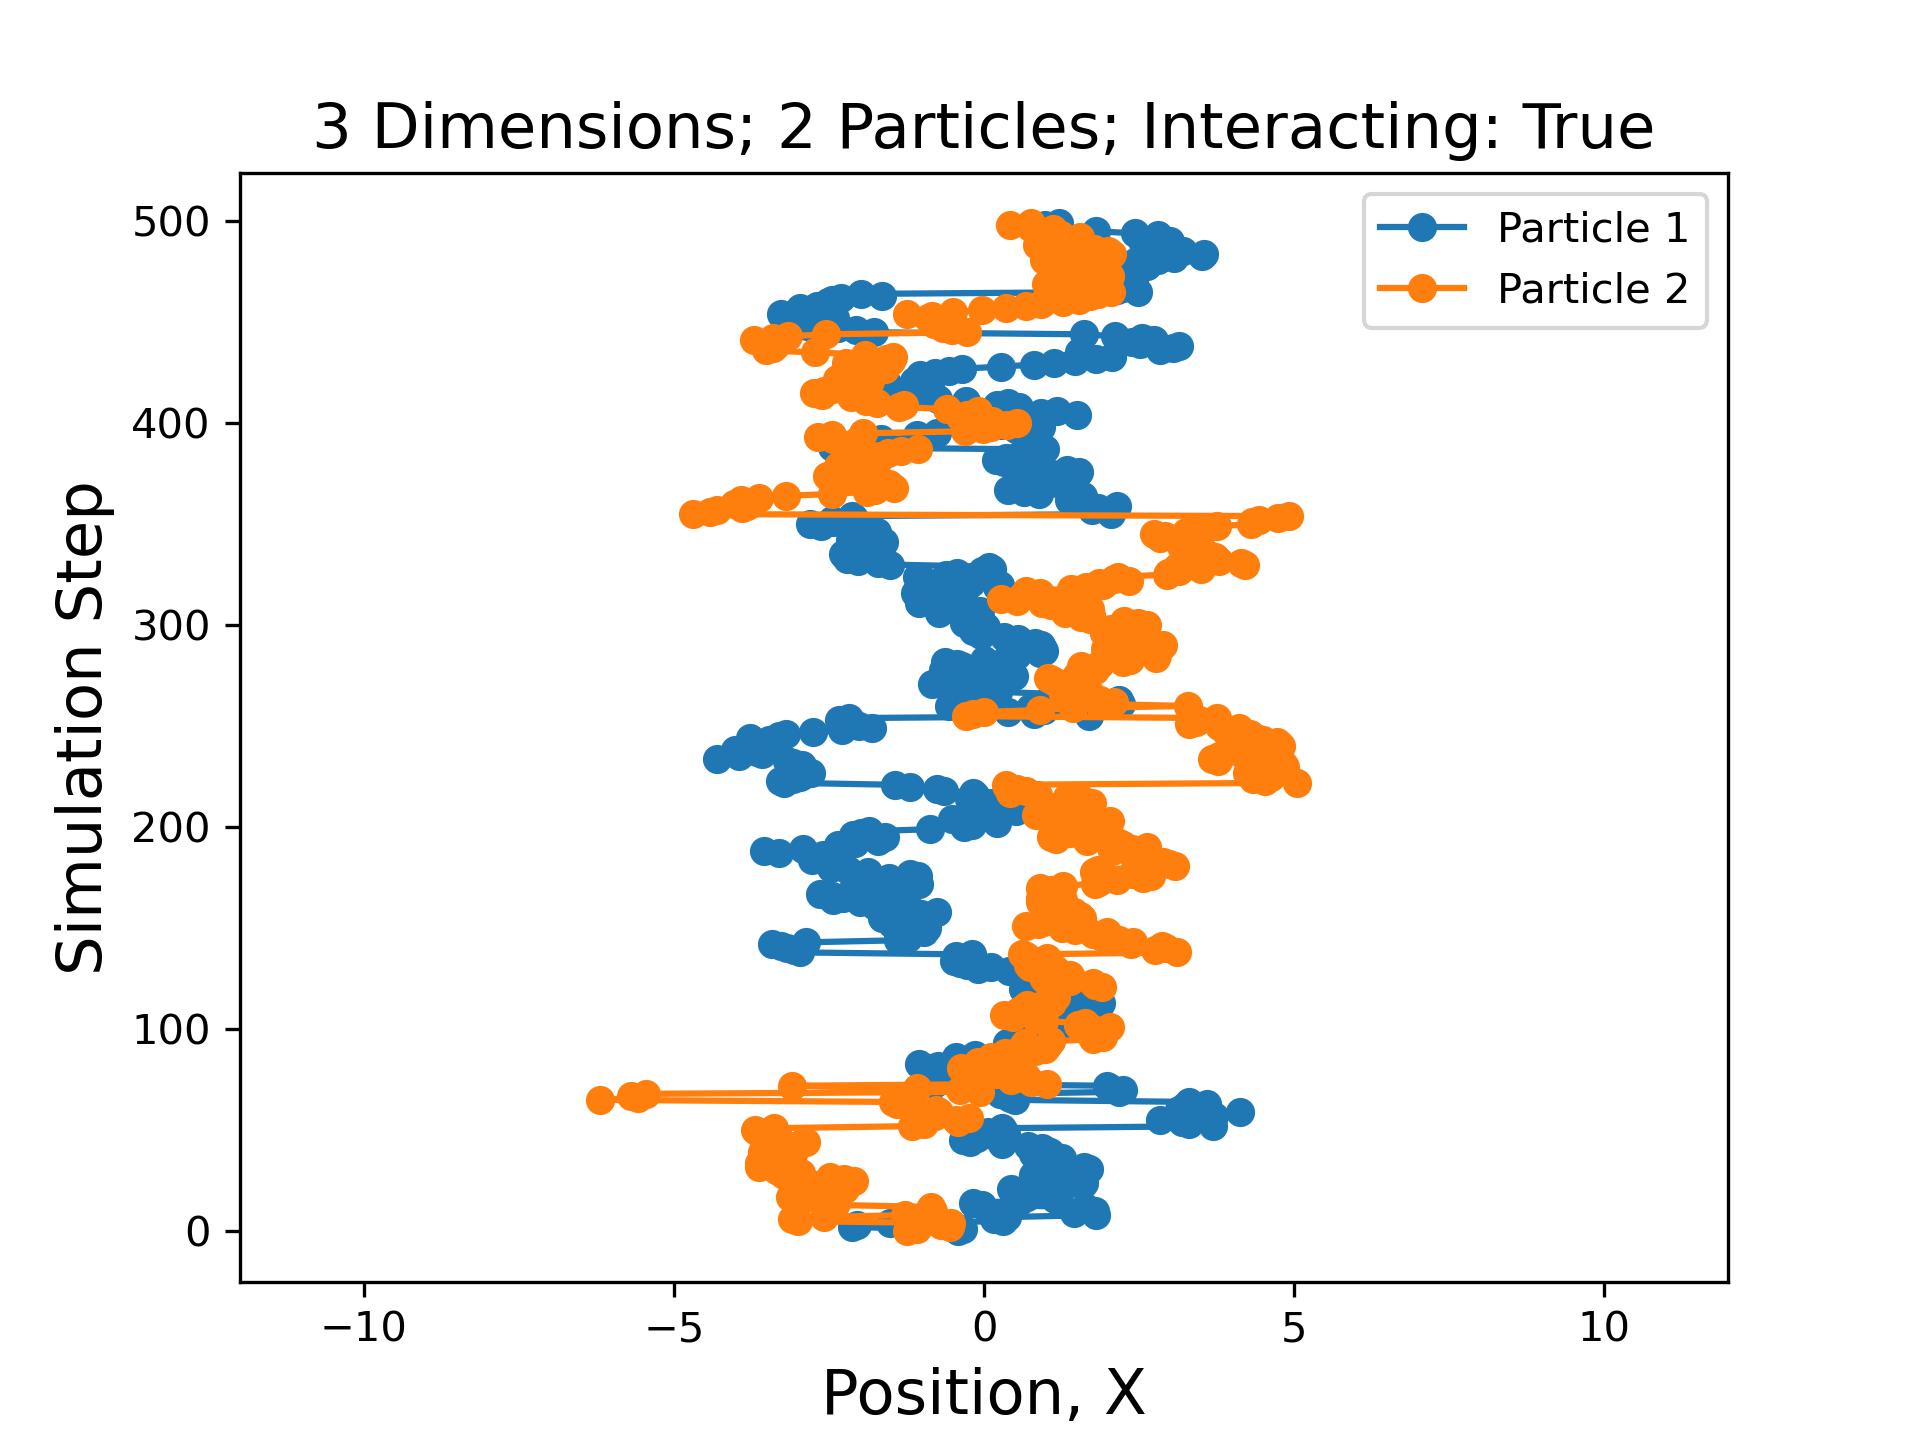 3 Dimensions; 2 Particles; Interacting: True
Particle 1
Particle 2
Simulation Step
500
400
300
200
100
0
−10
−5
0
5
10
Position, X